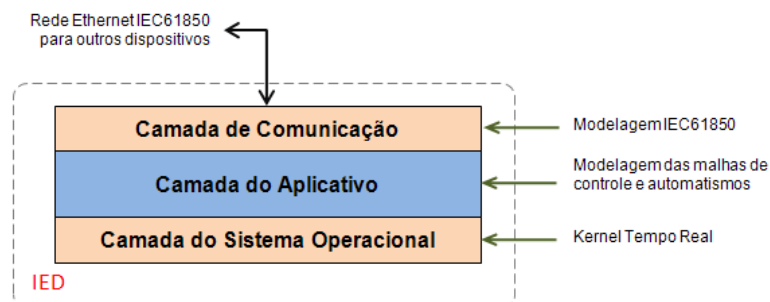 Rede Ethernet IEC61850
para outros dispositivos
Camada de Comunicação
Modelagem IEC61850
Camada do Aplicativo
Modelagem das malhas de
controle e automatismos
Camada do Sistema Operacional
Kernel Tempo Real
IED